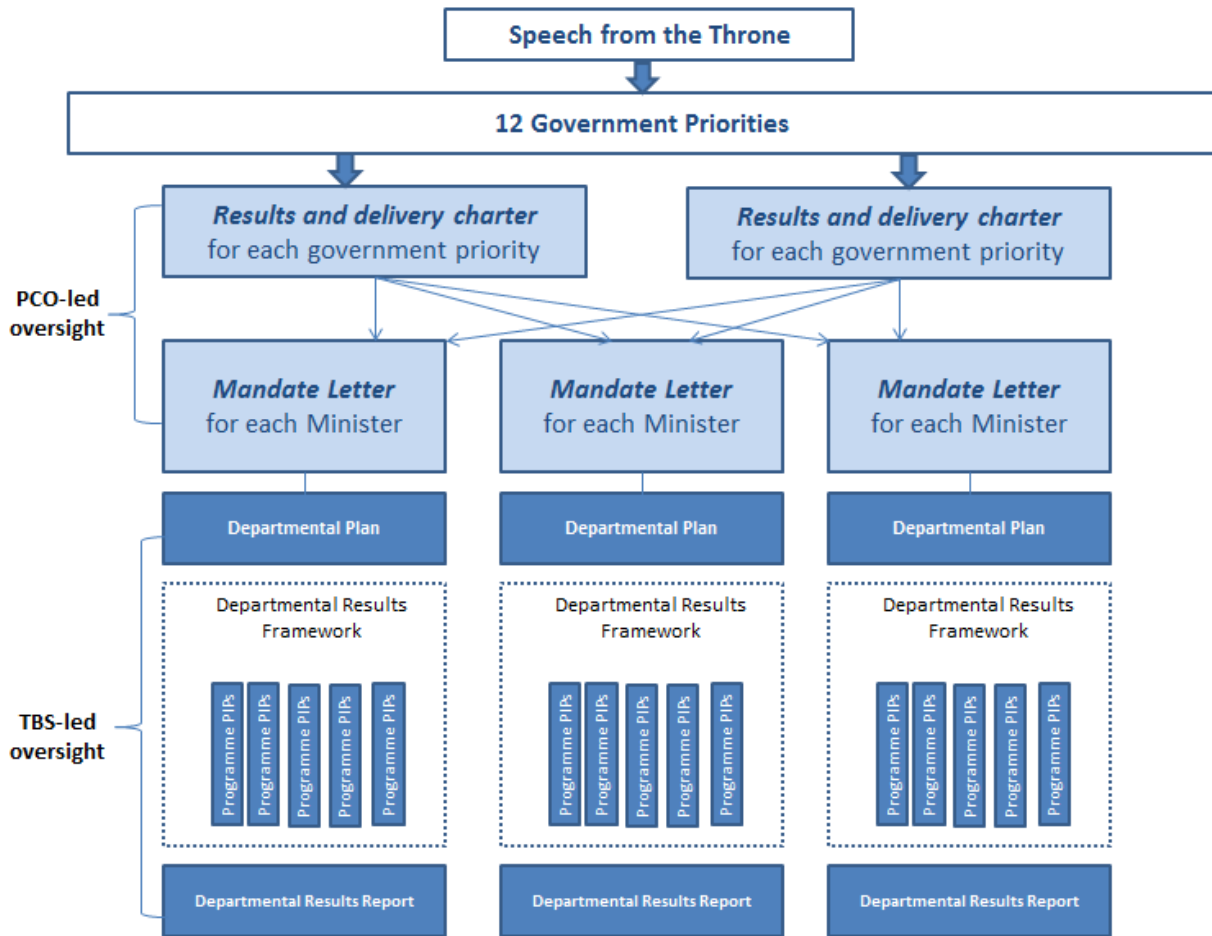 Speech from the Throne
12 Government Priorities
Results and delivery charter
for each government priority
Results and delivery charter
for each government priority
PCO-led
oversight
Mandate Letter
for each Minister
Mandate Letter
for each Minister
Mandate Letter
for each Minister
Departmental Plan
Departmental Plan
Departmental Plan
TBS-led
oversight
Departmental Results
Framework
Programme PIPs
Programme PIPs
Programme PIPs
Programme PIPs
Programme PIPs
Departmental Results
Framework
Programme PIPs
Programme PIPs
Programme PIPs
Programme PIPs
Programme PIPs
Departmental Results
Framework
Programme PIPs
Programme PIPs
Programme PIPs
Programme PIPs
Programme PIPs
Departmental Results Report
Departmental Results Report
Departmental Results Report